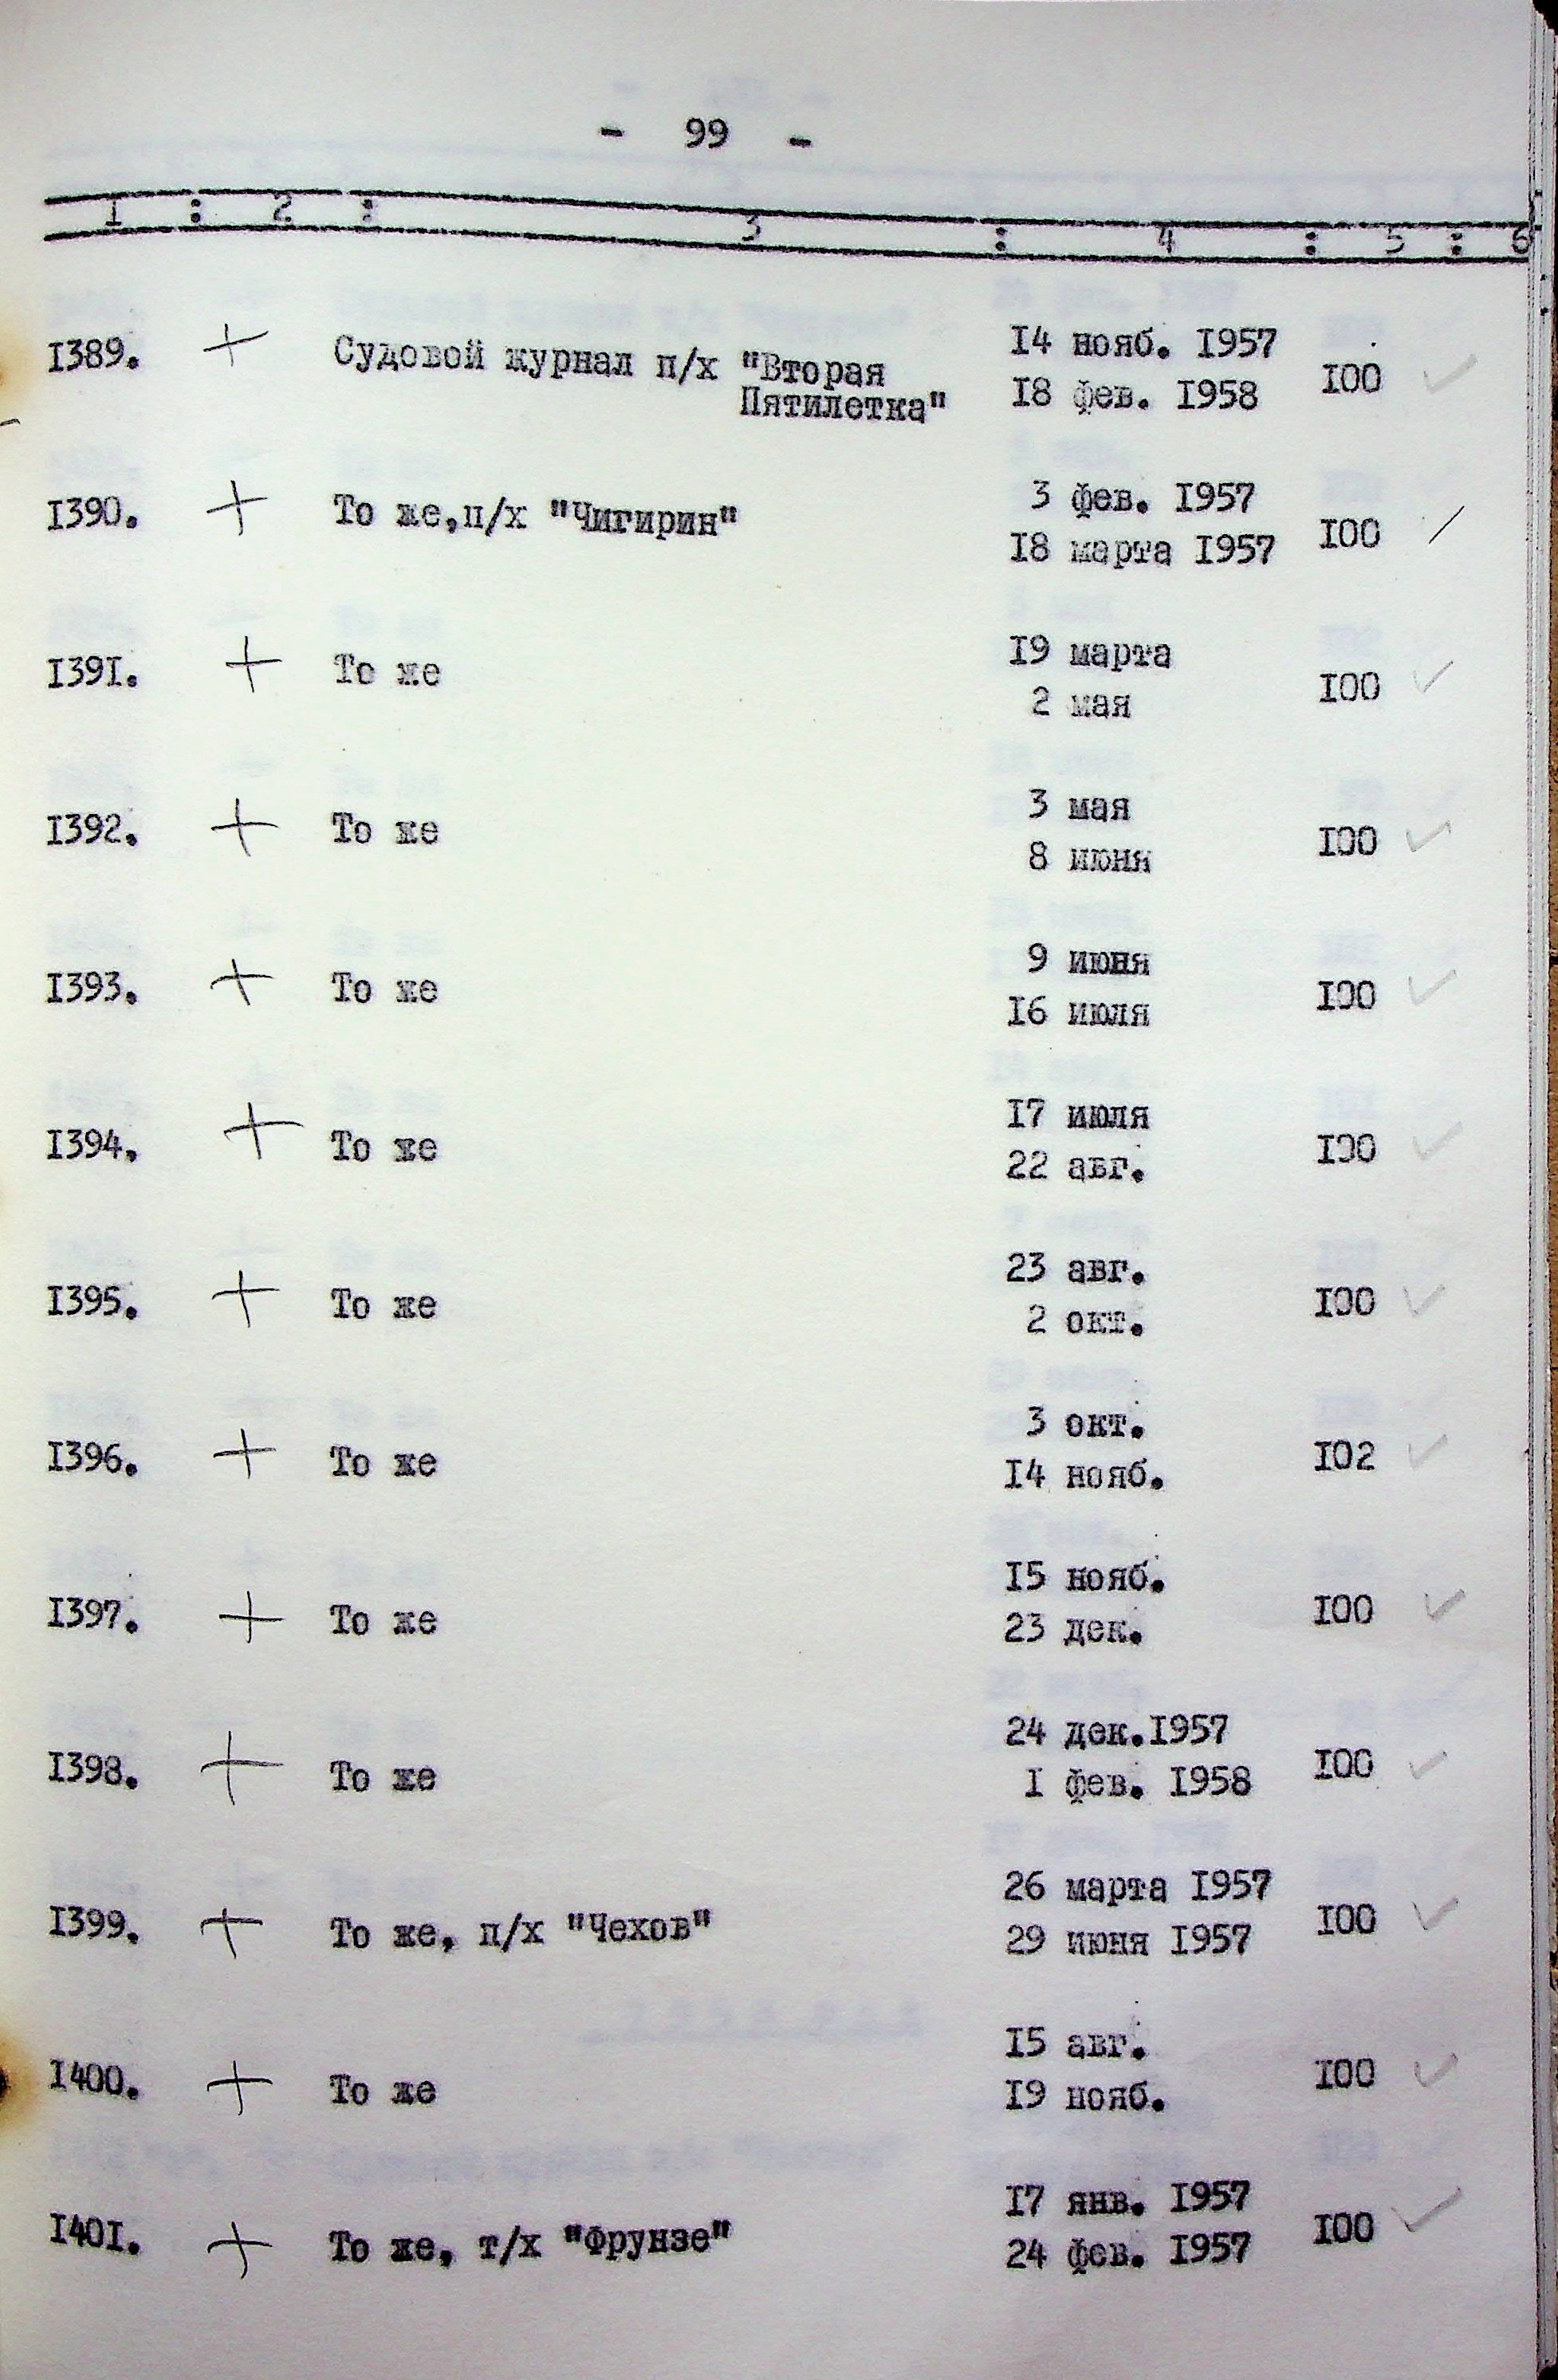 - 99 -
1 : 2 : 3 : 4 : 5 : 6
1389. + Судовой журнал п/х "Вторая Пятилетка" 14 нояб. 1957 18 фев. 1958 100 ✓
1390. + То же,п/х "Чигирин" 3 фев. 1957 18 марта 1957 100 /
1391. + То же 19 марта 2 мая 100 ✓
1392. + То же 3 мая 8 июня 100 ✓
1393. + То же 9 июня 16 июля 100 ✓
1394. + То же 17 июля 22 авг. 100 ✓
1395. + То же 23 авг. 2 окт. 100 ✓
1396. + То же 3 окт. 14 нояб. 102 ✓
1397. + То же 15 нояб. 23 дек. 100 ✓
1398. + То же 24 дек.1957 1 фев. 1958 100 ✓
1399. + То же, п/х "Чехов" 26 марта 1957 29 июня 1957 100 ✓
1400. + То же 15 авг. 19 нояб. 100 ✓
1401. + То же, т/х "Фрунзе" 17 янв. 1957 24 фев. 1957 100 ✓